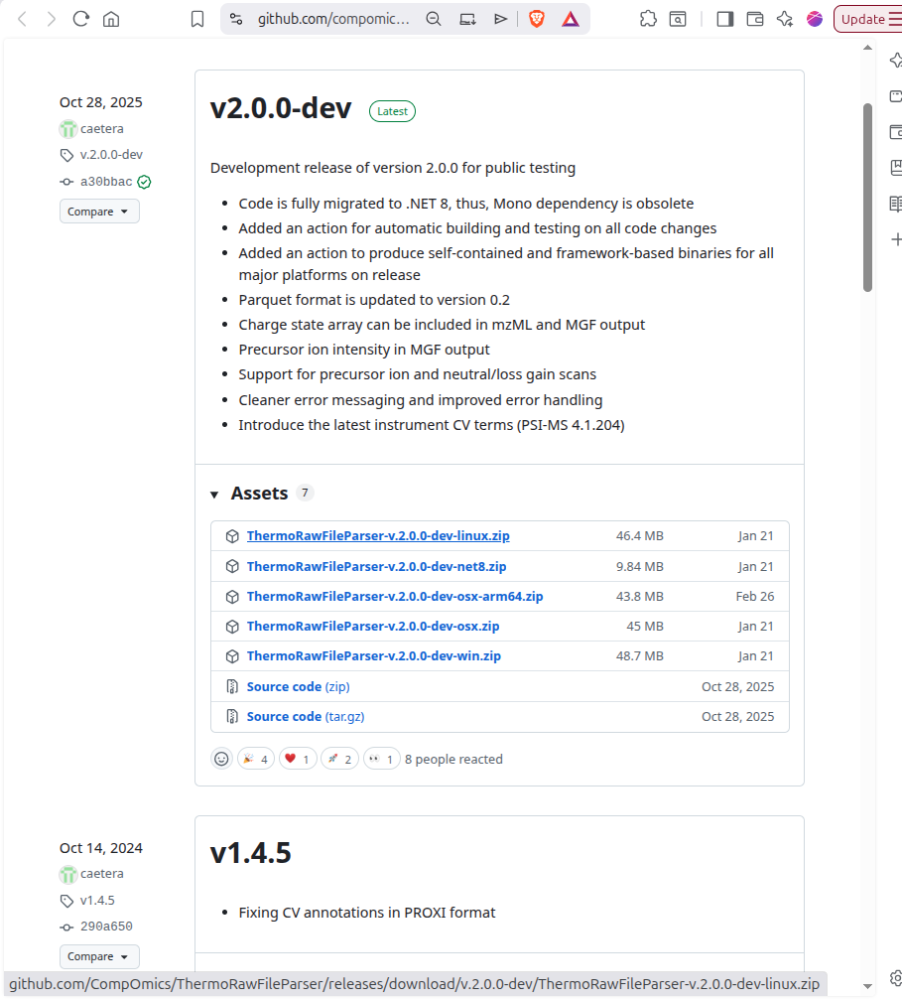 github.com/compomic...
Update
Oct 28, 2025
caetera
v.2.0.0-dev
a30bbac
Compare
v2.0.0-dev Latest
Development release of version 2.0.0 for public testing
• Code is fully migrated to .NET 8, thus, Mono dependency is obsolete
• Added an action for automatic building and testing on all code changes
• Added an action to produce self-contained and framework-based binaries for all
major platforms on release
• Parquet format is updated to version 0.2
• Charge state array can be included in mzML and MGF output
• Precursor ion intensity in MGF output
• Support for precursor ion and neutral/loss gain scans
• Cleaner error messaging and improved error handling
• Introduce the latest instrument CV terms (PSI-MS 4.1.204)
Assets 7
ThermoRawFileParser-v.2.0.0-dev-linux.zip 46.4 MB Jan 21
ThermoRawFileParser-v.2.0.0-dev-net8.zip 9.84 MB Jan 21
ThermoRawFileParser-v.2.0.0-dev-osx-arm64.zip 43.8 MB Feb 26
ThermoRawFileParser-v.2.0.0-dev-osx.zip 45 MB Jan 21
ThermoRawFileParser-v.2.0.0-dev-win.zip 48.7 MB Jan 21
Source code (zip) Oct 28, 2025
Source code (tar.gz) Oct 28, 2025
🎉 4 ❤️ 1 🚀 2 👀 1 8 people reacted
Oct 14, 2024
caetera
v1.4.5
290a650
Compare
v1.4.5
• Fixing CV annotations in PROXI format
github.com/CompOmics/ThermoRawFileParser/releases/download/v.2.0.0-dev/ThermoRawFileParser-v.2.0.0-dev-linux.zip